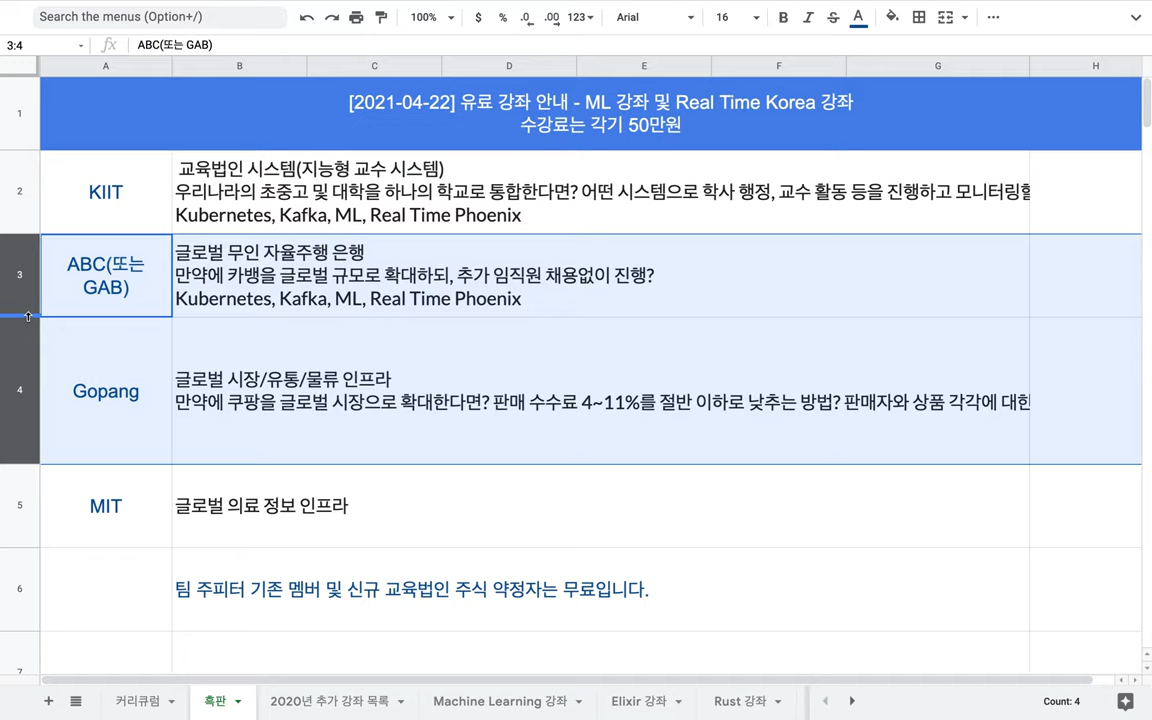 Search the menus (Option+/)
100%
$ % .0 .00 123
Arial
16
B I S A
3:4
fx ABC(또는 GAB)
A B C D E F G H
1 [2021-04-22] 유료 강좌 안내 - ML 강좌 및 Real Time Korea 강좌
수강료는 각기 50만원
교육법인 시스템(지능형 교수 시스템)
2 KIIT 우리나라의 초중고 및 대학을 하나의 학교로 통합한다면? 어떤 시스템으로 학사 행정, 교수 활동 등을 진행하고 모니터링할
Kubernetes, Kafka, ML, Real Time Phoenix
글로벌 무인 자율주행 은행
3 ABC(또는 GAB) 만약에 카뱅을 글로벌 규모로 확대하되, 추가 임직원 채용없이 진행?
Kubernetes, Kafka, ML, Real Time Phoenix
글로벌 시장/유통/물류 인프라
4 Gopang 만약에 쿠팡을 글로벌 시장으로 확대한다면? 판매 수수료 4~11%를 절반 이하로 낮추는 방법? 판매자와 상품 각각에 대한
5 MIT 글로벌 의료 정보 인프라
6 팀 주피터 기존 멤버 및 신규 교육법인 주식 약정자는 무료입니다.
7
커리큘럼 흑판 2020년 추가 강좌 목록 Machine Learning 강좌 Elixir 강좌 Rust 강좌 Count: 4